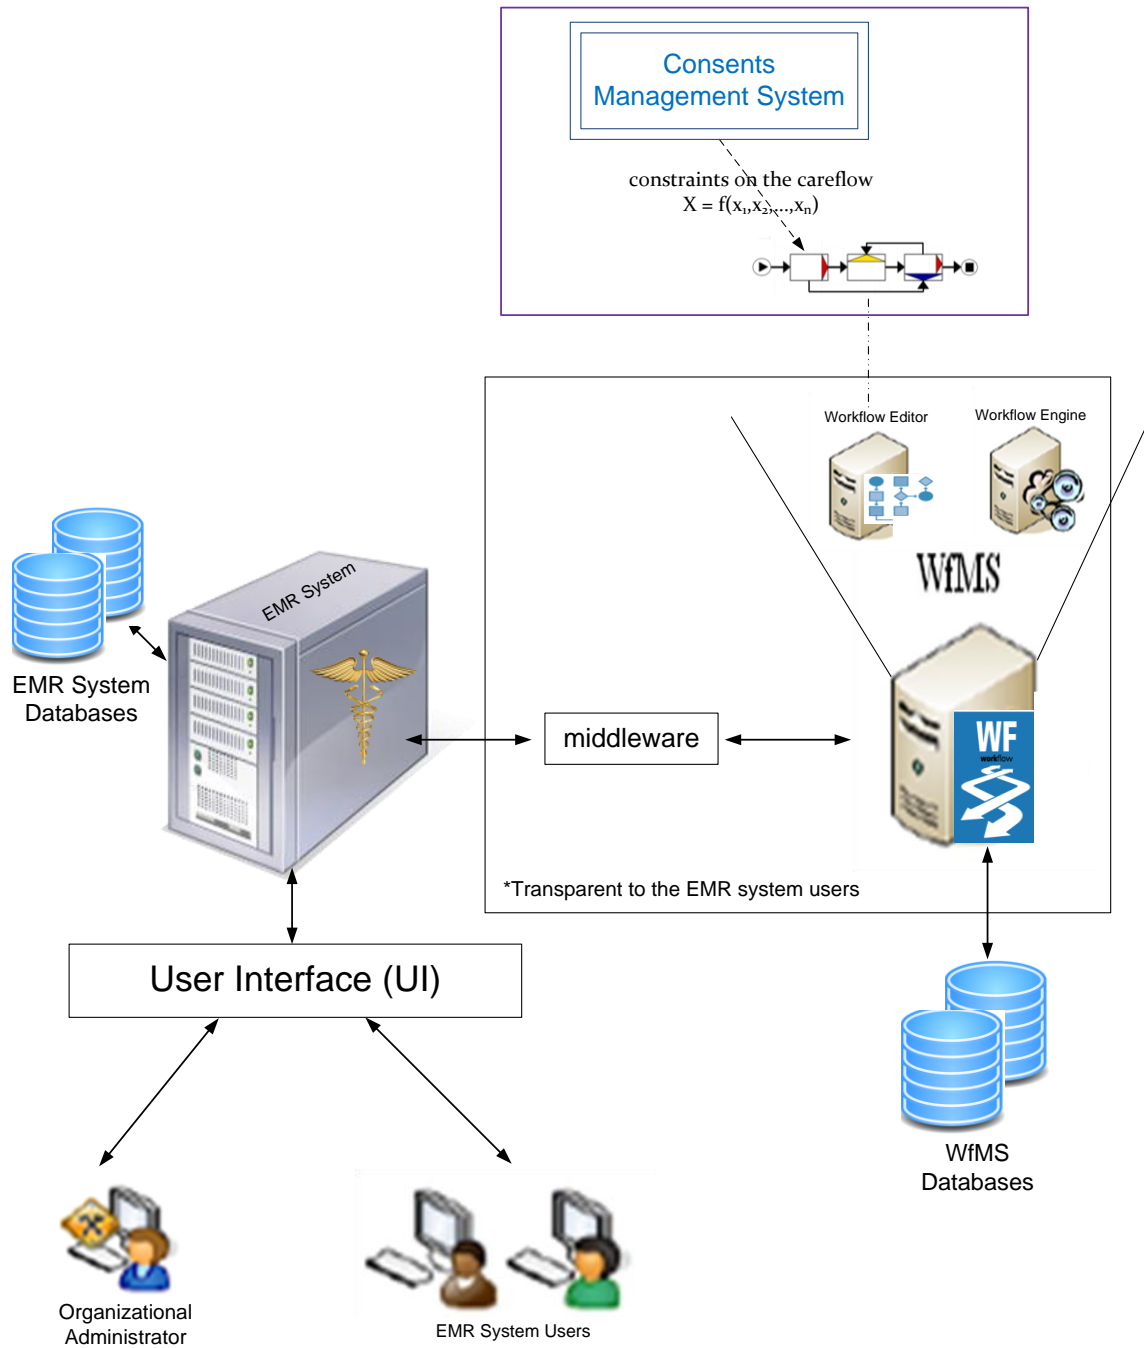 Consents
Management System
constraints on the careflow
X = f(x₁,x₂,...,xₙ)
Workflow Editor
Workflow Engine
WfMS
EMR System
EMR System
Databases
middleware
WF
workflow
*Transparent to the EMR system users
User Interface (UI)
WfMS
Databases
Organizational
Administrator
EMR System Users